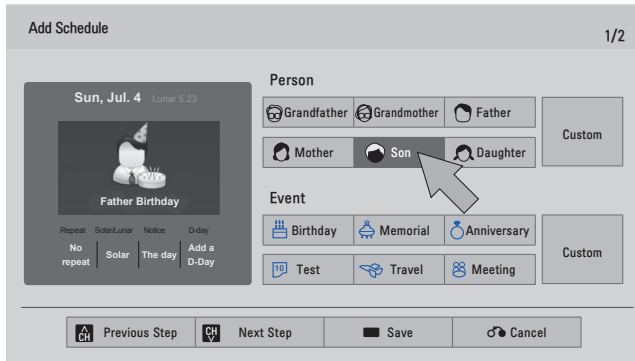 Add Schedule
1/2
Sun, Jul. 4 Lunar 5.23
Father Birthday
Repeat Solar/Lunar Notice D-day
No repeat Solar The day Add a D-Day
Person
Grandfather Grandmother Father
Mother Son Daughter
Custom
Event
Birthday Memorial Anniversary
10 Test Travel Meeting
Custom
CH Previous Step CH Next Step Save Cancel